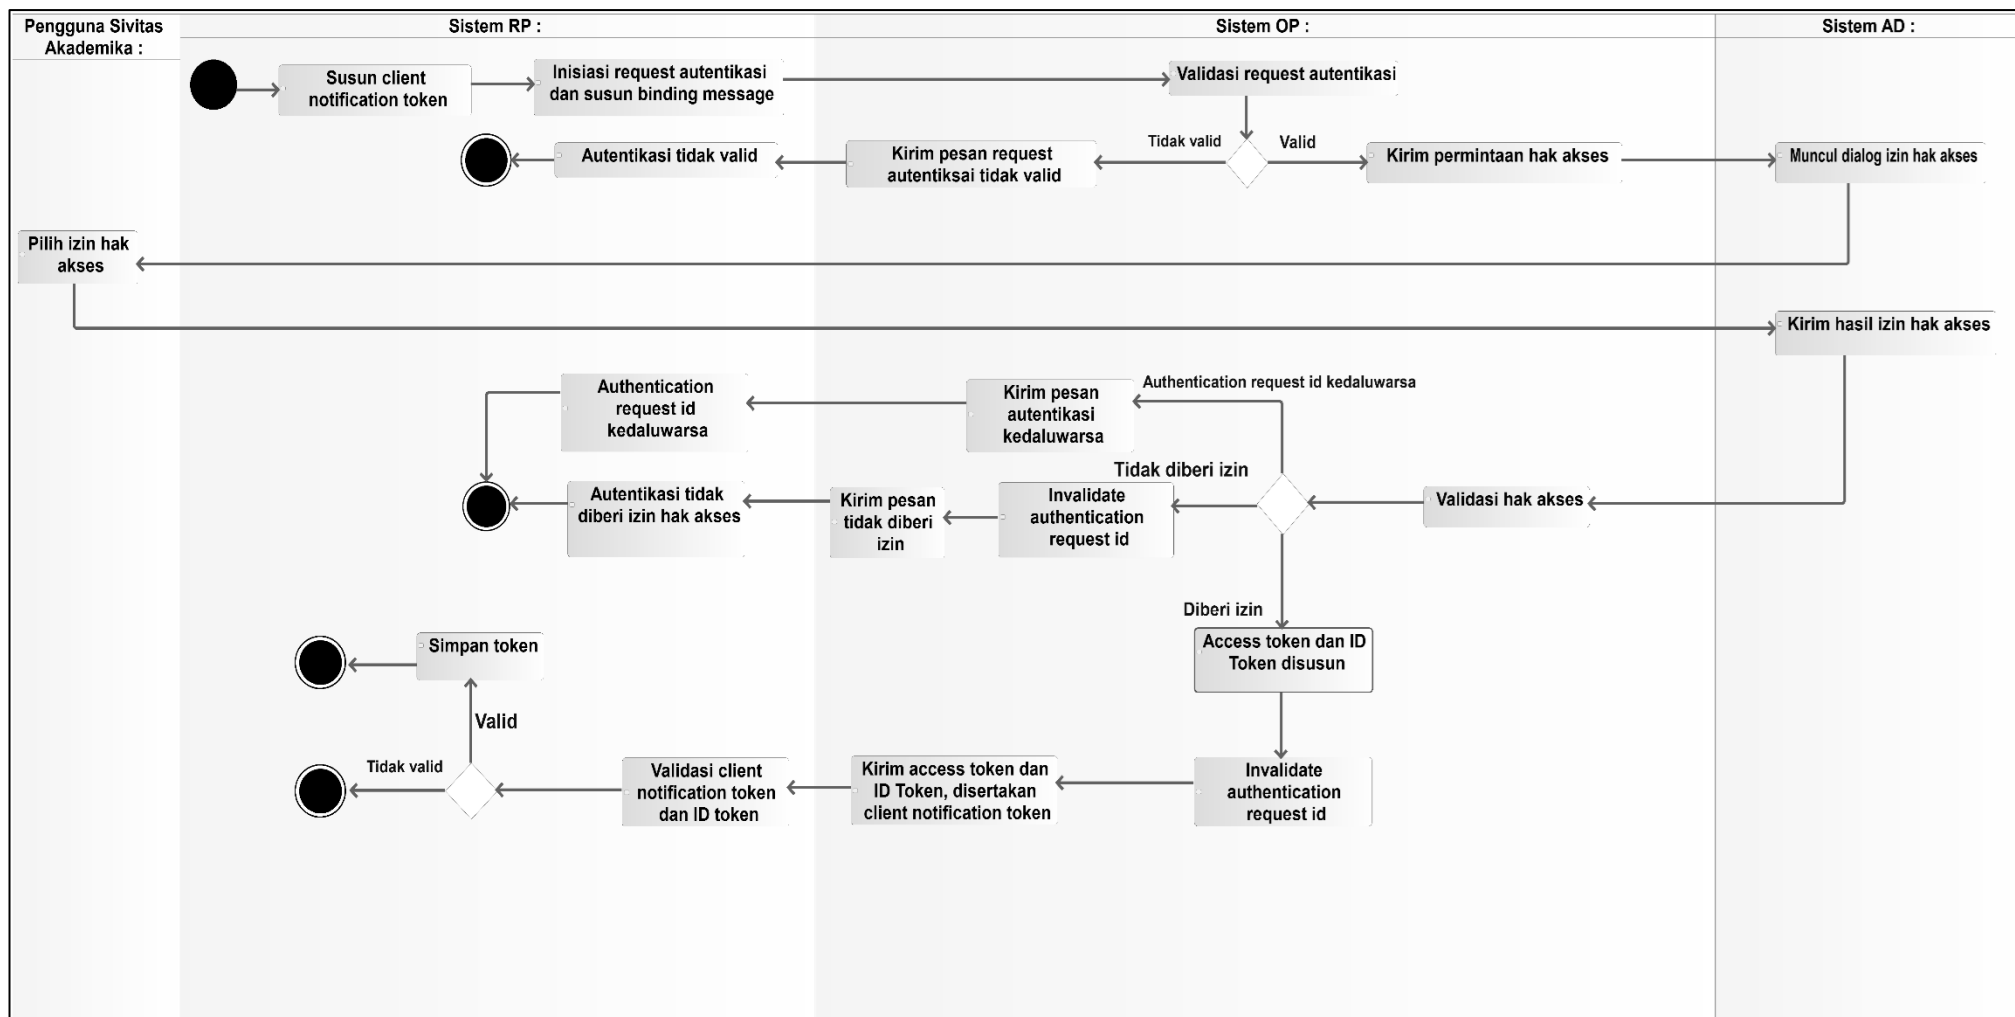 Pengguna Sivitas
Akademika :
Sistem RP :
Sistem OP :
Sistem AD :
Susun client
notification token
Inisiasi request autentikasi
dan susun binding message
Validasi request autentikasi
Tidak valid
Valid
Autentikasi tidak valid
Kirim pesan request
autentiksai tidak valid
Kirim permintaan hak akses
Muncul dialog izin hak akses
Pilih izin hak
akses
Kirim hasil izin hak akses
Authentication
request id
kedaluwarsa
Kirim pesan
autentikasi
kedaluwarsa
Authentication request id kedaluwarsa
Tidak diberi izin
Autentikasi tidak
diberi izin hak akses
Kirim pesan
tidak diberi
izin
Invalidate
authentication
request id
Validasi hak akses
Diberi izin
Simpan token
Access token dan ID
Token disusun
Valid
Tidak valid
Validasi client
notification token
dan ID token
Kirim access token dan
ID Token, disertakan
client notification token
Invalidate
authentication
request id